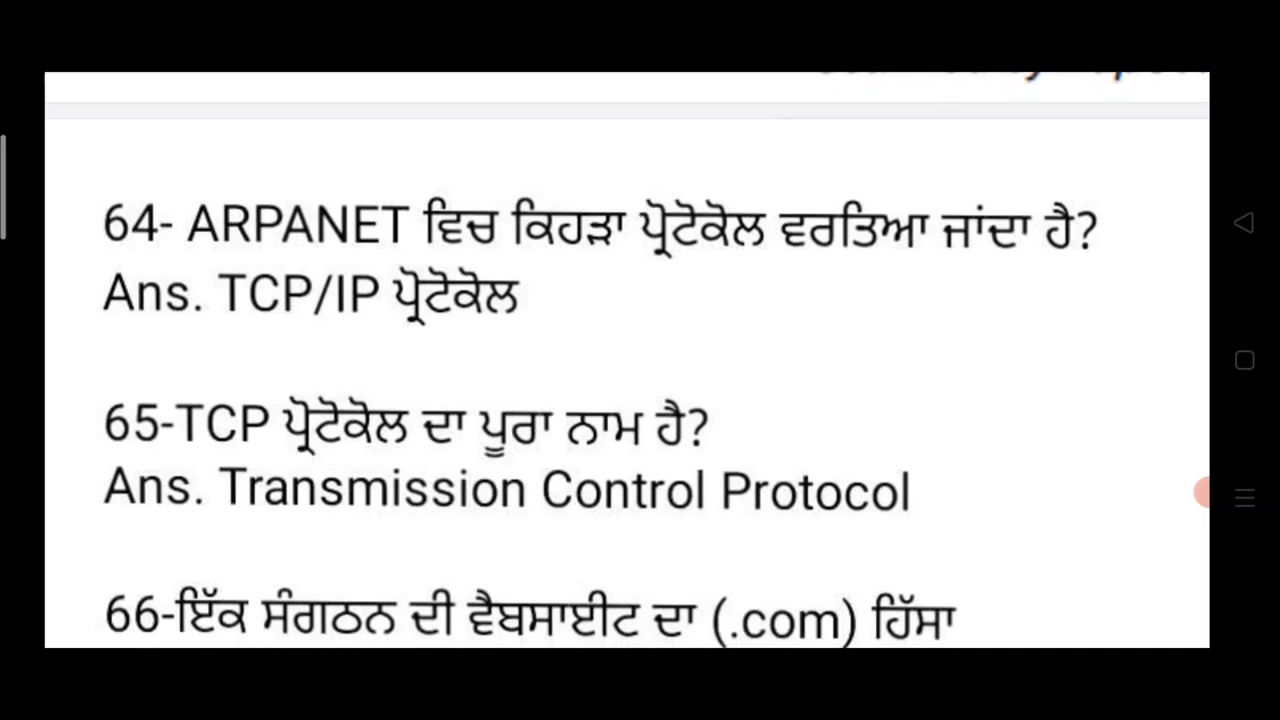 64- ARPANET ਵਿਚ ਕਿਹੜਾ ਪ੍ਰੋਟੋਕੋਲ ਵਰਤਿਆ ਜਾਂਦਾ ਹੈ?
Ans. TCP/IP ਪ੍ਰੋਟੋਕੋਲ
65-TCP ਪ੍ਰੋਟੋਕੋਲ ਦਾ ਪੂਰਾ ਨਾਮ ਹੈ?
Ans. Transmission Control Protocol
66-ਇੱਕ ਸੰਗਠਨ ਦੀ ਵੈਬਸਾਈਟ ਦਾ (.com) ਹਿੱਸਾ